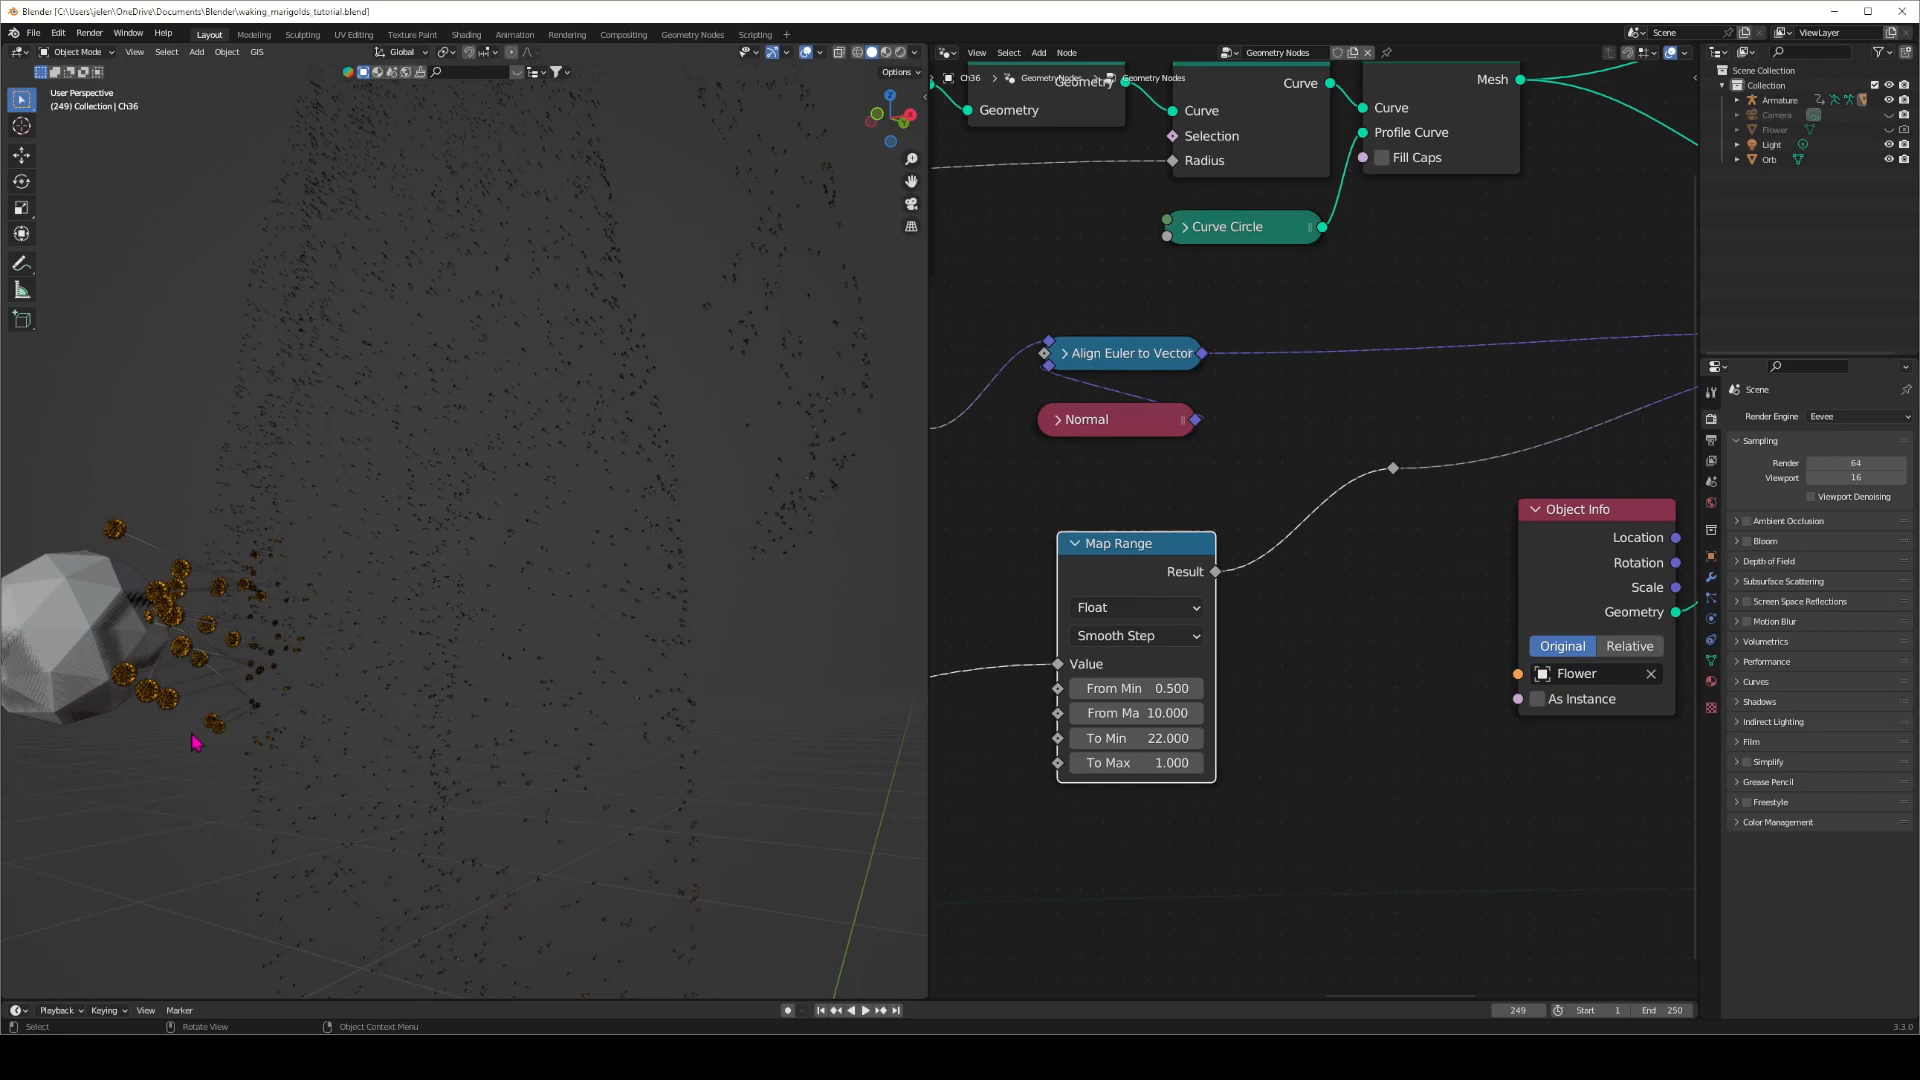 Blender [C:\Users\jelen\OneDrive\Documents\Blender\waking_marigolds_tutorial.blend]
File Edit Render Window Help
Layout Modeling Sculpting UV Editing Texture Paint Shading Animation Rendering Compositing Geometry Nodes Scripting +
Scene
ViewLayer
Object Mode View Select Add Object GIS
Global
View Select Add Node
Geometry Nodes
Options
User Perspective
(249) Collection | Ch36
Z
Ch36 > GeometryNodes > Geometry Nodes
Geometry
Geometry
Curve
Curve
Selection
Radius
Mesh
Curve
Profile Curve
Fill Caps
Curve Circle
Align Euler to Vector
Normal
Map Range
Result
Float
Smooth Step
Value
From Min 0.500
From Ma 10.000
To Min 22.000
To Max 1.000
Object Info
Location
Rotation
Scale
Geometry
Original Relative
Flower
As Instance
Scene Collection
Collection
Armature
Camera
Flower
Light
Orb
Scene
Render Engine Eevee
Sampling
Render 64
Viewport 16
Viewport Denoising
Ambient Occlusion
Bloom
Depth of Field
Subsurface Scattering
Screen Space Reflections
Motion Blur
Volumetrics
Performance
Curves
Shadows
Indirect Lighting
Film
Simplify
Grease Pencil
Freestyle
Color Management
Playback Keying View Marker
249 Start 1 End 250
Select Rotate View Object Context Menu
3.3.0